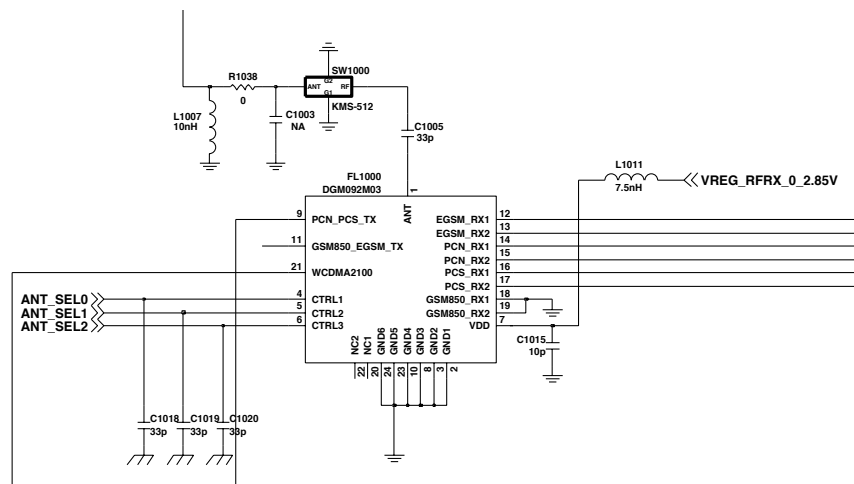 R1038
0
L1007
10nH
C1003
NA
SW1000
G2
ANT RF
G1
KMS-512
C1005
33p
FL1000
DGM092M03
1
ANT
L1011
7.5nH
VREG_RFRX_0_2.85V
9 PCN_PCS_TX
11 GSM850_EGSM_TX
21 WCDMA2100
ANT_SEL0 4 CTRL1
ANT_SEL1 5 CTRL2
ANT_SEL2 6 CTRL3
EGSM_RX1 12
EGSM_RX2 13
PCN_RX1 14
PCN_RX2 15
PCS_RX1 16
PCS_RX2 17
GSM850_RX1 18
GSM850_RX2 19
VDD 7
C1015
10p
NC2 NC1 GND6 GND5 GND4 GND3 GND2 GND1
22 20 24 23 10 8 3 2
C1018
33p
C1019
33p
C1020
33p